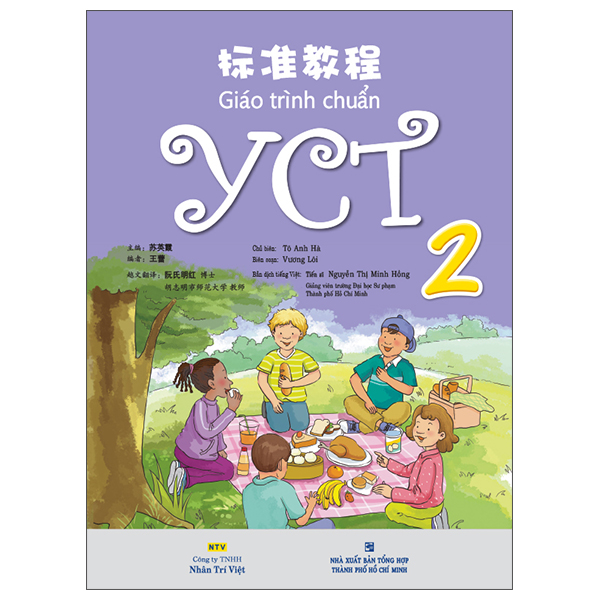 标准教程
Giáo trình chuẩn
YCT
2
主编: 苏英霞
编者: 王蕾
越文翻译: 阮氏明红 博士
胡志明市师范大学 教师
Chủ biên: Tô Anh Hà
Biên soạn: Vương Lôi
Bản dịch tiếng Việt: Tiến sĩ Nguyễn Thị Minh Hồng
Giảng viên trường Đại học Sư phạm
Thành phố Hồ Chí Minh
NTV
Công ty TNHH
Nhân Trí Việt
NHÀ XUẤT BẢN TỔNG HỢP
THÀNH PHỐ HỒ CHÍ MINH